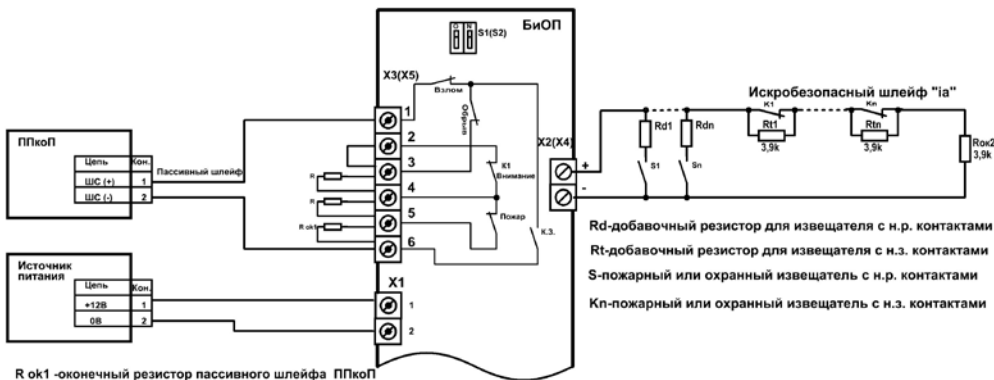 БиОП
O N
S1(S2)
X3(X5)
Взлом
1
Обрыв
Искробезопасный шлейф "ia"
K1
Kn
Rd1
Rdn
Rt1
3,9k
Rtn
3,9k
Rок2
3,9k
S1
Sn
ППкоП
Цепь Кон.
ШС (+) 1
ШС (-) 2
Пассивный шлейф
2
3
4
5
6
R
R
R ok1
К1
Внимание
Пожар
К.З.
X2(X4)
+
-
Rd-добавочный резистор для извещателя с н.р. контактами
Rt-добавочный резистор для извещателя с н.з. контактами
S-пожарный или охранный извещатель с н.р. контактами
Kn-пожарный или охранный извещатель с н.з. контактами
Источник
питания
Цепь Кон.
+12В 1
0В 2
X1
1
2
R ok1 -оконечный резистор пассивного шлейфа ППкоП